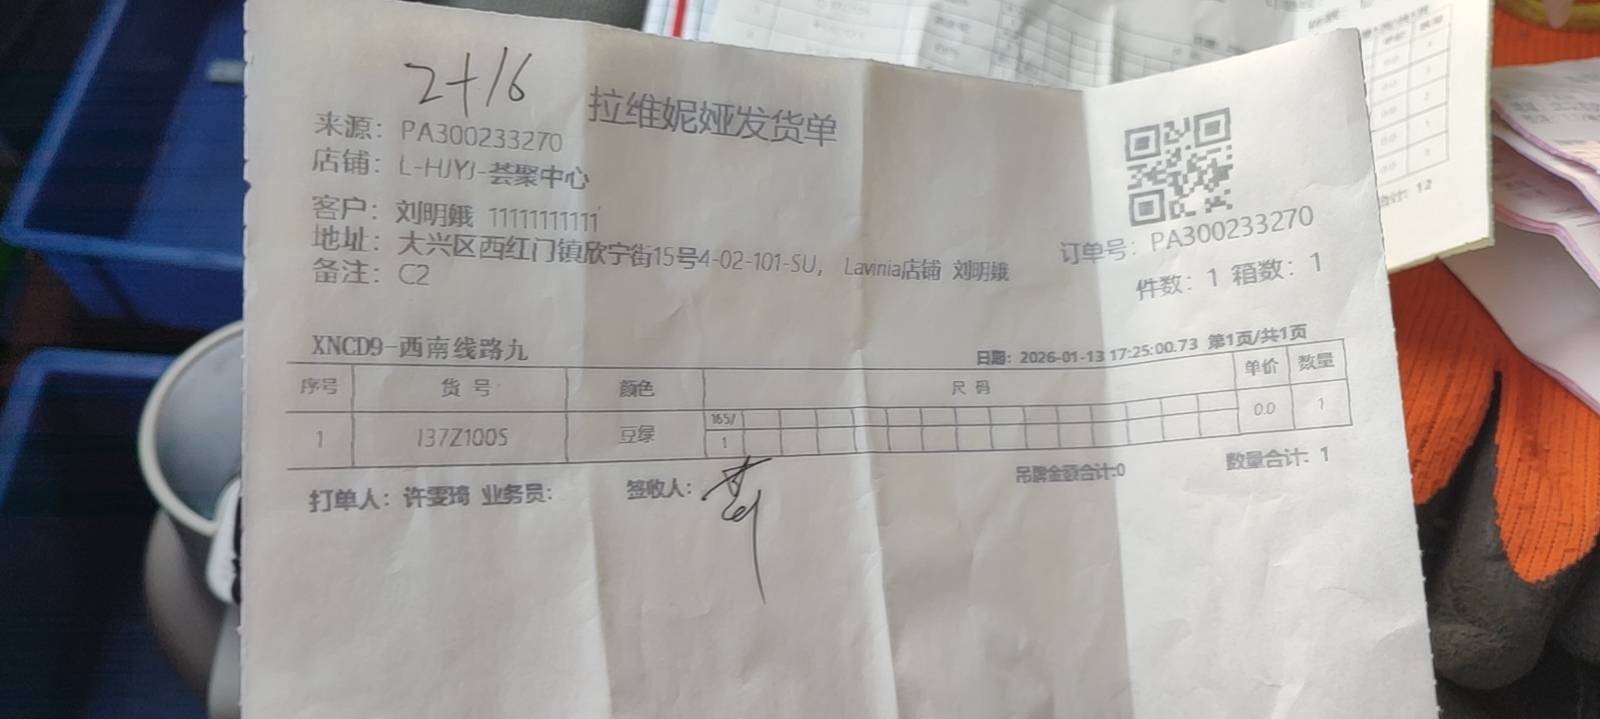 2+16
拉维妮娅发货单
来源：PA300233270
店铺：L-HJYJ-荟聚中心
客户：刘明娥 11111111111
地址：大兴区西红门镇欣宁街15号4-02-101-SU， Lavinia店铺 刘明娥
备注：C2
订单号：PA300233270
件数：1 箱数：1
XNCD9-西南线路九
日期：2026-01-13 17:25:00.73 第1页/共1页
序号 货号 颜色 尺码 单价 数量
165/
1 137Z100S 豆绿 1 0.0 1
打单人：许雯琦 业务员： 签收人： 吊牌金额合计:0 数量合计: 1
12